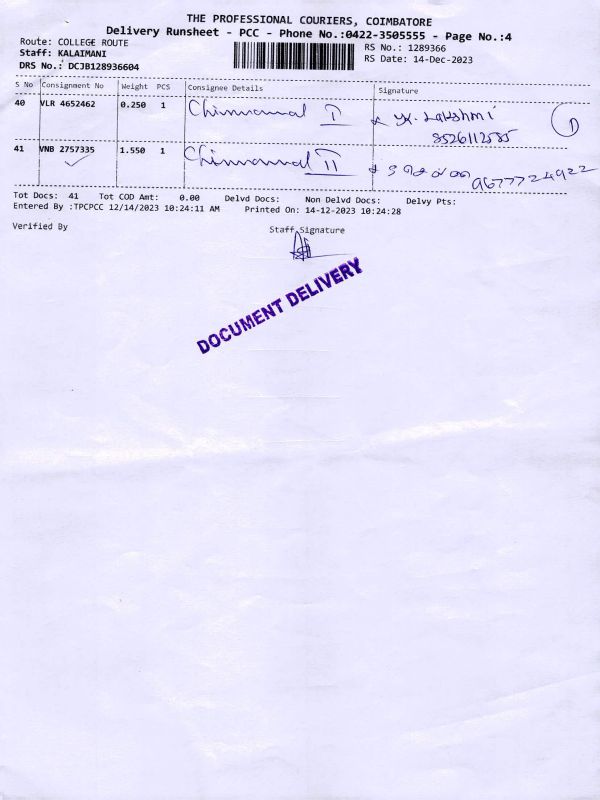 THE PROFESSIONAL COURIERS, COIMBATORE
Delivery Runsheet - PCC - Phone No.:0422-3505555 - Page No.:4
Route: COLLEGE ROUTE
Staff: KALAIMANI
DRS No.: DCJB128936604
RS No.: 1289366
RS Date: 14-Dec-2023
S No Consignment No Weight PCS Consignee Details Signature
40 VLR 4652462 0.250 1 I Lakshmi 1
8526112585
41 VNB 2757335 1.550 1 II 9677724922
Tot Docs: 41 Tot COD Amt: 0.00 Delvd Docs: Non Delvd Docs: Delvy Pts:
Entered By :TPCPCC 12/14/2023 10:24:11 AM Printed On: 14-12-2023 10:24:28
Verified By Staff Signature
DOCUMENT DELIVERY